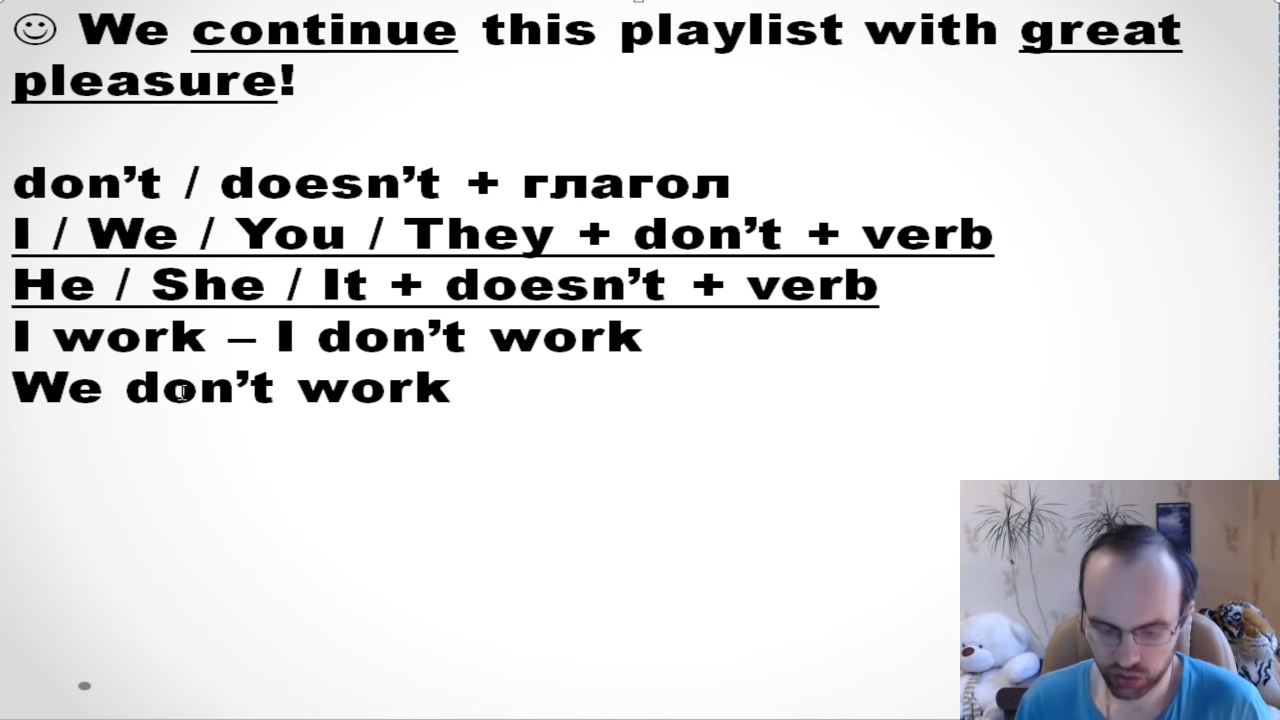 ☺ We continue this playlist with great
pleasure!
don’t / doesn’t + глагол
I / We / You / They + don’t + verb
He / She / It + doesn’t + verb
I work – I don’t work
We don’t work